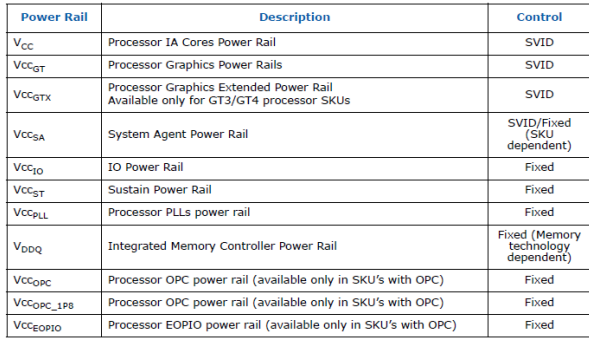 Power Rail Description Control
VCC Processor IA Cores Power Rail SVID
VccGT Processor Graphics Power Rails SVID
VccGTX Processor Graphics Extended Power Rail
Available only for GT3/GT4 processor SKUs SVID
VccSA System Agent Power Rail SVID/Fixed
(SKU
dependent)
VccIO IO Power Rail Fixed
VccST Sustain Power Rail Fixed
VccPLL Processor PLLs power rail Fixed
VDDQ Integrated Memory Controller Power Rail Fixed (Memory
technology
dependent)
VccOPC Processor OPC power rail (available only in SKU's with OPC) Fixed
VccOPC_1P8 Processor OPC power rail (available only in SKU's with OPC) Fixed
VccEOPIO Processor EOPIO power rail (available only in SKU's with OPC) Fixed